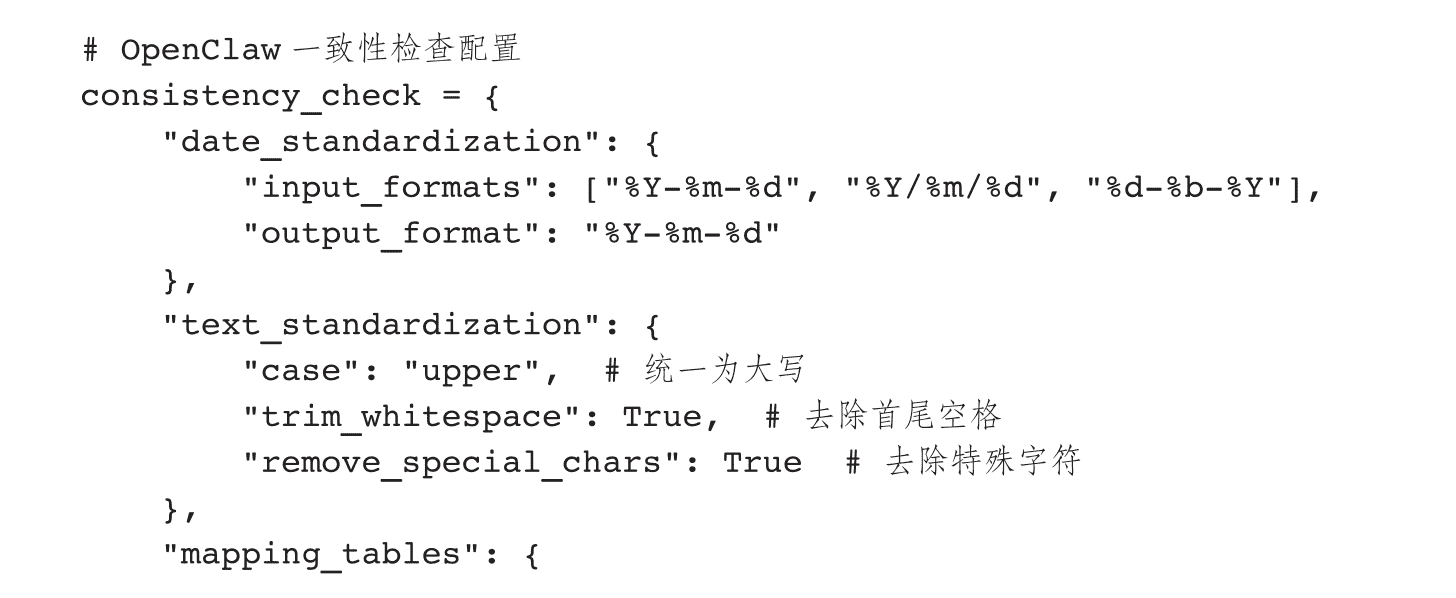 # OpenClaw 一致性检查配置
consistency_check = {
    "date_standardization": {
        "input_formats": ["%Y-%m-%d", "%Y/%m/%d", "%d-%b-%Y"],
        "output_format": "%Y-%m-%d"
    },
    "text_standardization": {
        "case": "upper",  # 统一为大写
        "trim_whitespace": True,  # 去除首尾空格
        "remove_special_chars": True  # 去除特殊字符
    },
    "mapping_tables": {